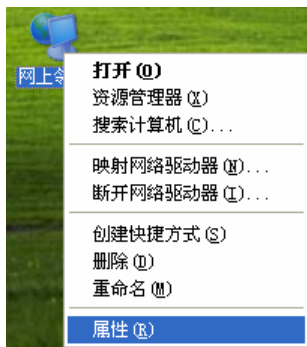 网上
打开(O)
资源管理器(X)
搜索计算机(C)...
映射网络驱动器(N)...
断开网络驱动器(I)...
创建快捷方式(S)
删除(D)
重命名(M)
属性(R)